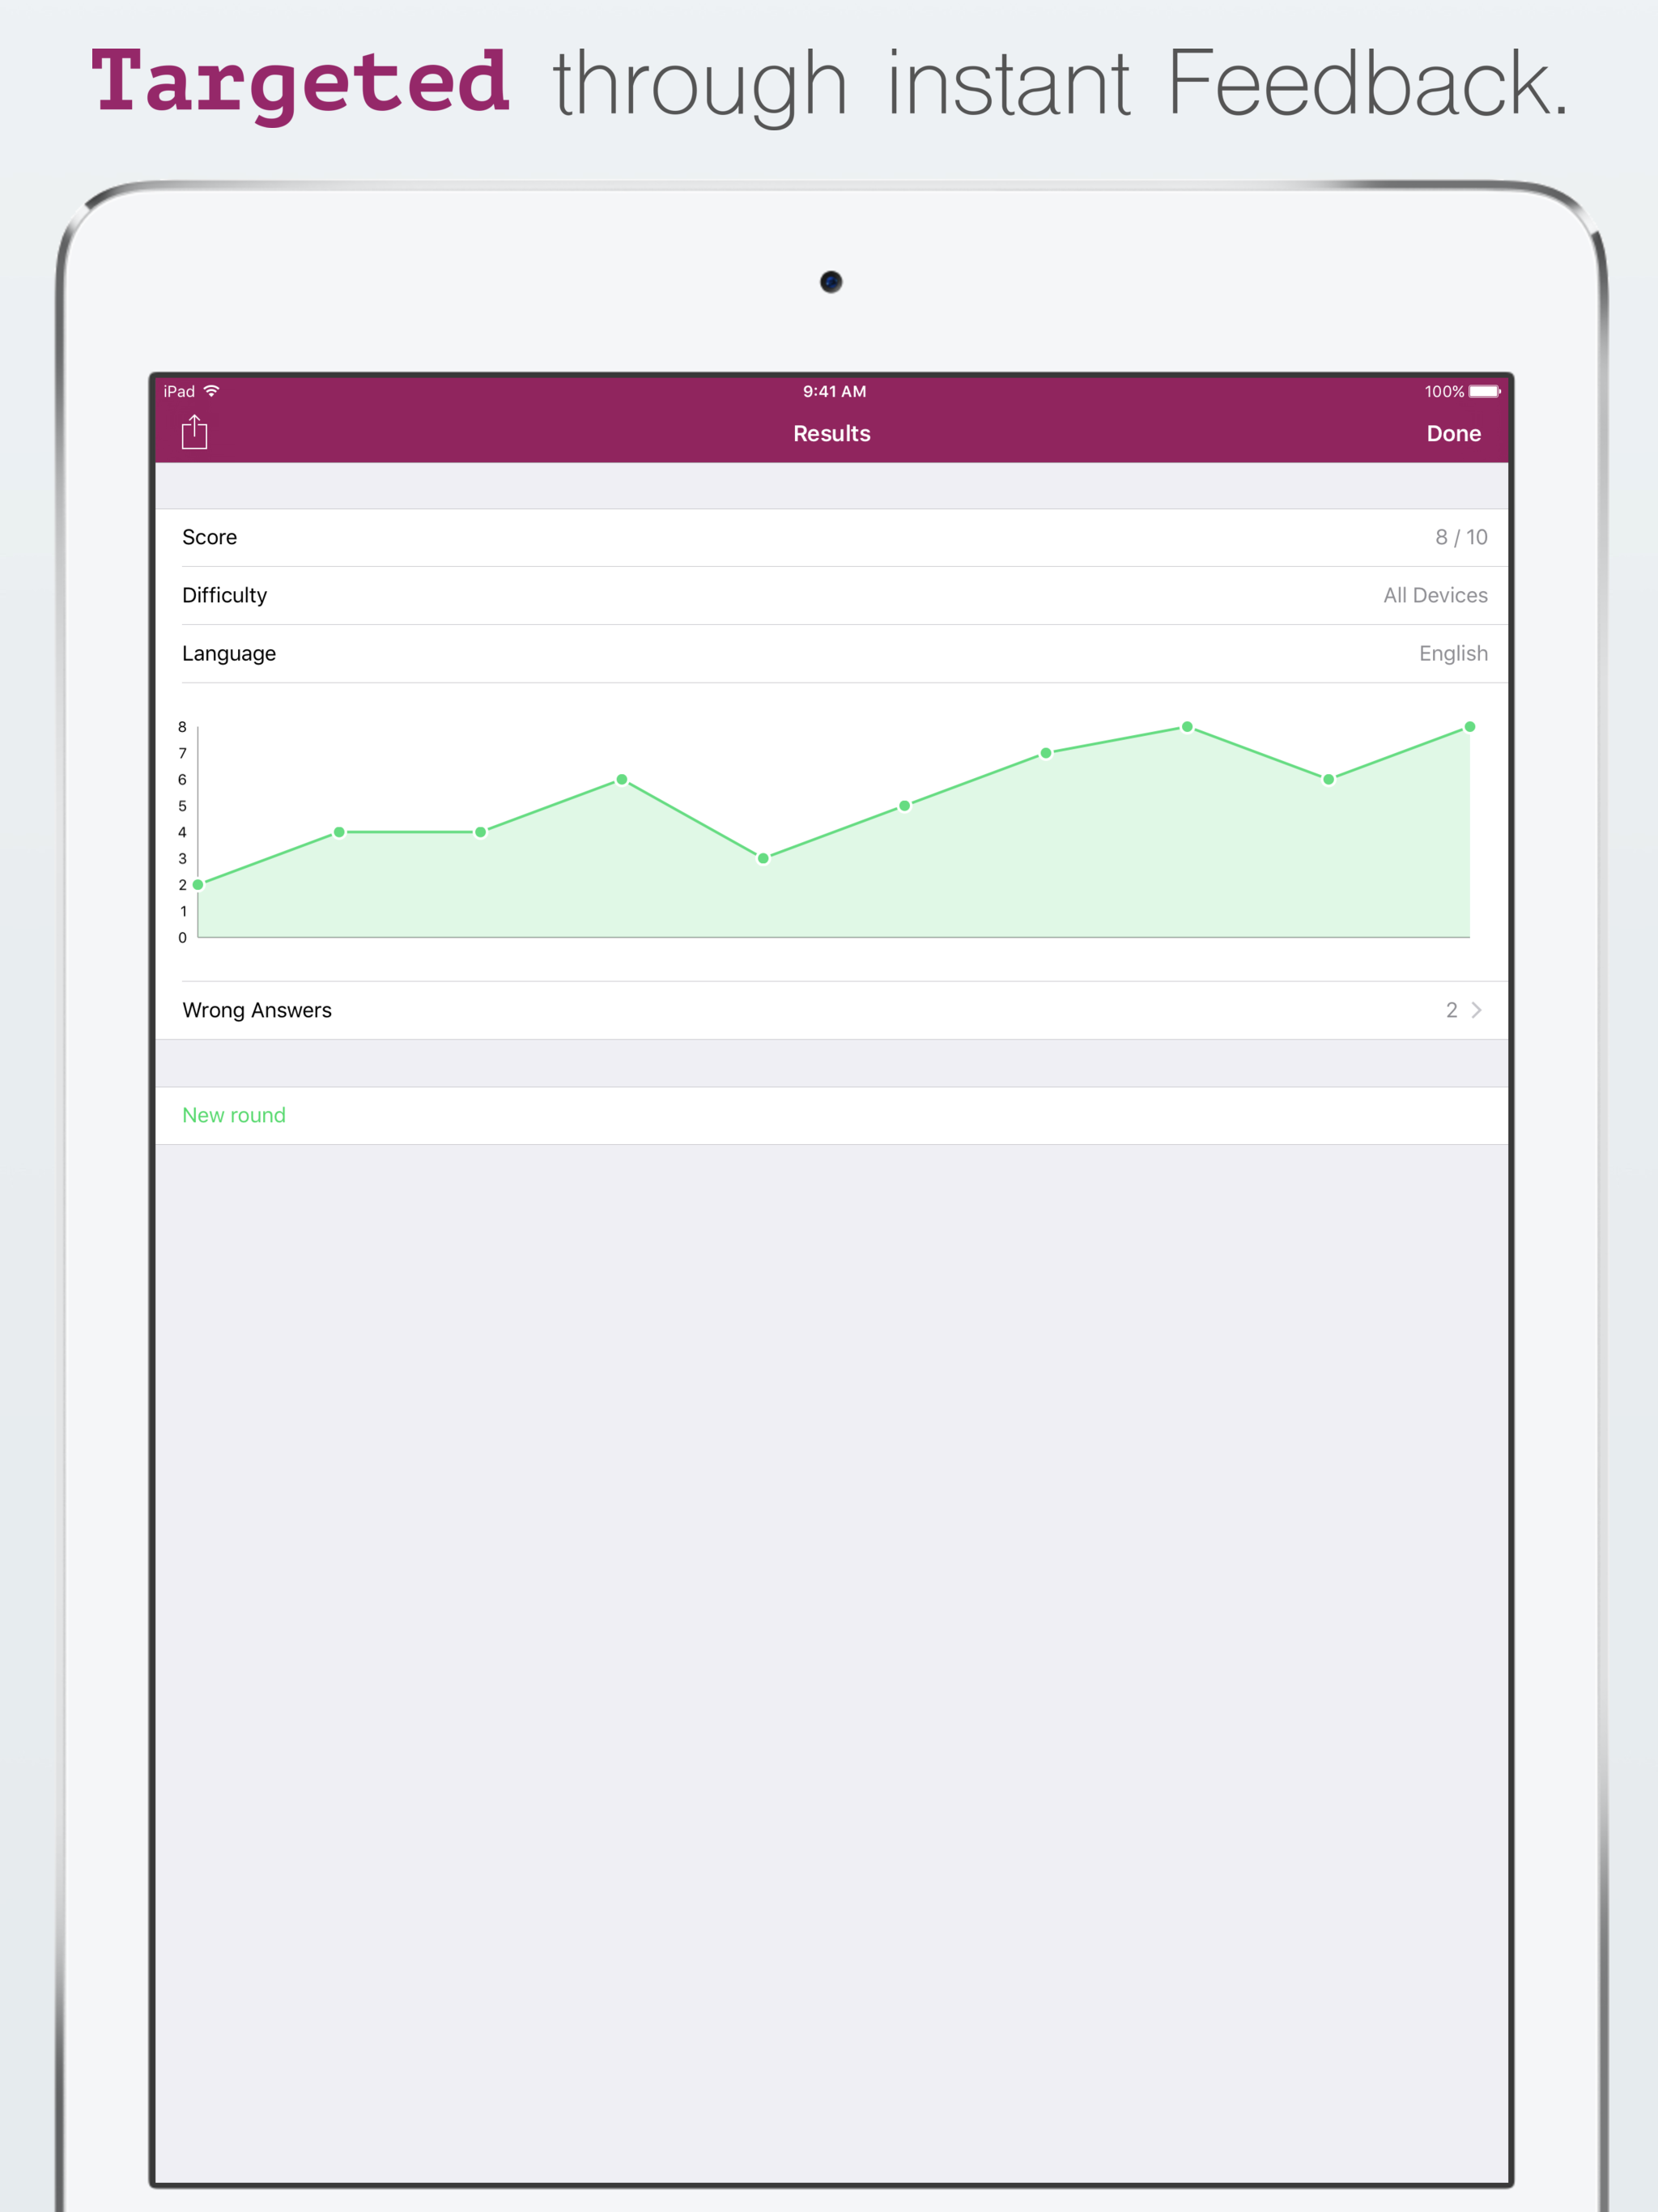 Targeted through instant Feedback.
iPad 9:41 AM 100%
Results Done
Score 8 / 10
Difficulty All Devices
Language English
8
7
6
5
4
3
2
1
0
Wrong Answers 2
New round